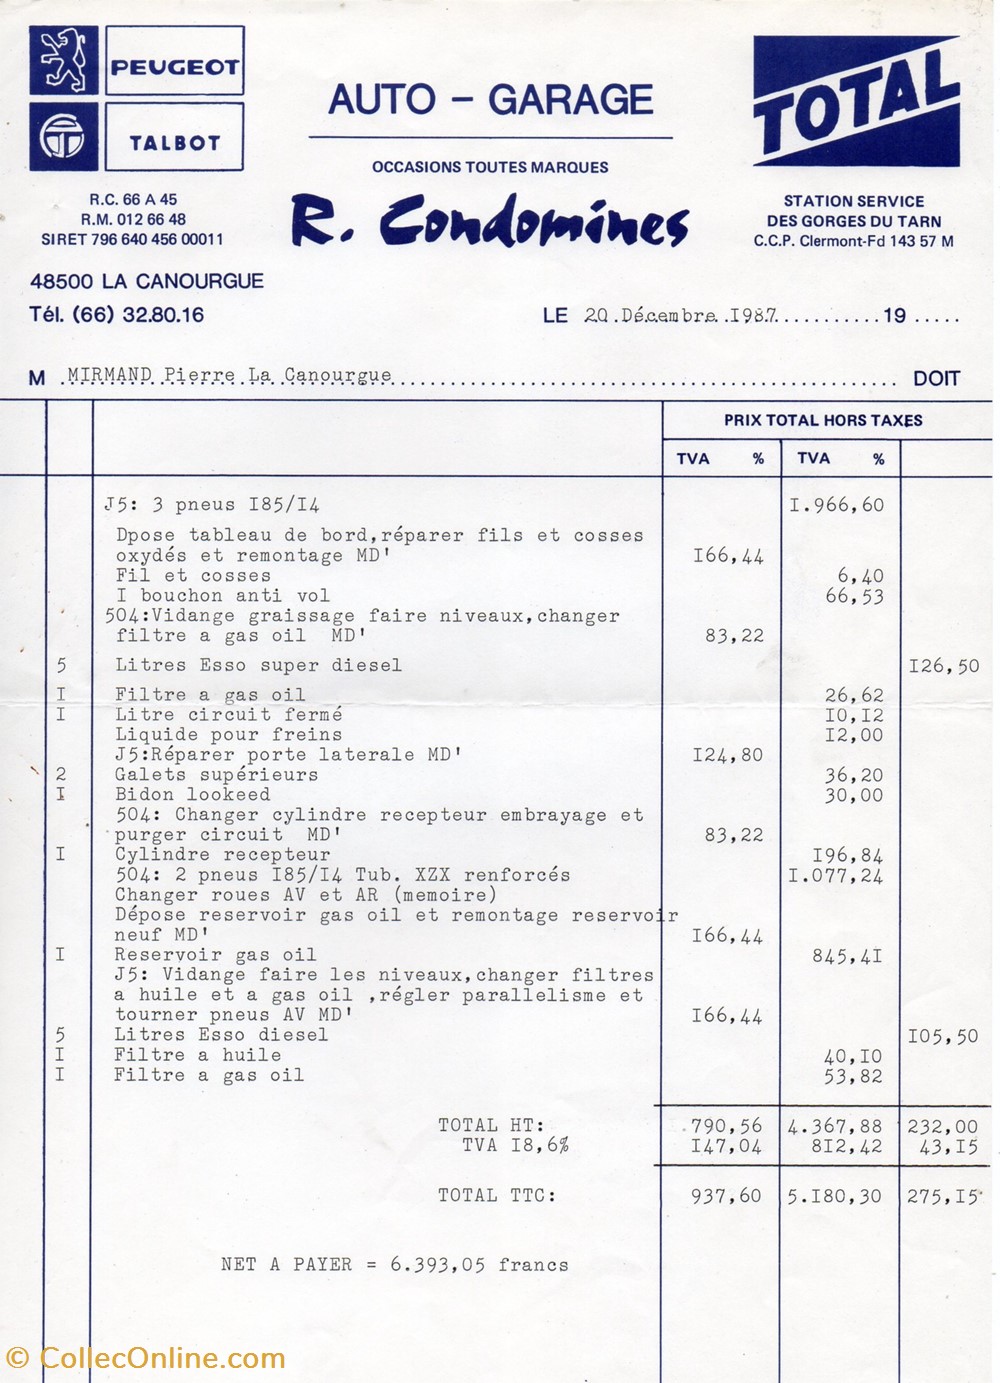 PEUGEOT
TALBOT
R.C. 66 A 45
R.M. 012 66 48
SIRET 796 640 456 00011
48500 LA CANOURGUE
Tél. (66) 32.80.16
AUTO - GARAGE
OCCASIONS TOUTES MARQUES
R. Condomines
TOTAL
STATION SERVICE
DES GORGES DU TARN
C.C.P. Clermont-Fd 143 57 M
LE 20 Décembre 1987 19
M MIRMAND Pierre La Canourgue DOIT
PRIX TOTAL HORS TAXES
TVA % TVA %
J5: 3 pneus I85/I4 I.966,60
Dpose tableau de bord,réparer fils et cosses
oxydés et remontage MD' I66,44
Fil et cosses 6,40
I bouchon anti vol 66,53
504:Vidange graissage faire niveaux,changer
filtre a gas oil MD' 83,22
5 Litres Esso super diesel I26,50
I Filtre a gas oil 26,62
I Litre circuit fermé I0,I2
Liquide pour freins I2,00
J5:Réparer porte laterale MD' I24,80
2 Galets supérieurs 36,20
I Bidon lookeed 30,00
504: Changer cylindre recepteur embrayage et
purger circuit MD' 83,22
I Cylindre recepteur I96,84
504: 2 pneus I85/I4 Tub. XZX renforcés I.077,24
Changer roues AV et AR (memoire)
Dépose reservoir gas oil et remontage reservoir
neuf MD' I66,44
I Reservoir gas oil 845,4I
J5: Vidange faire les niveaux,changer filtres
a huile et a gas oil ,régler parallelisme et
tourner pneus AV MD' I66,44
5 Litres Esso diesel I05,50
I Filtre a huile 40,I0
I Filtre a gas oil 53,82
TOTAL HT: 790,56 4.367,88 232,00
TVA I8,6% I47,04 8I2,42 43,I5
TOTAL TTC: 937,60 5.I80,30 275,I5
NET A PAYER = 6.393,05 francs
© CollecOnline.com